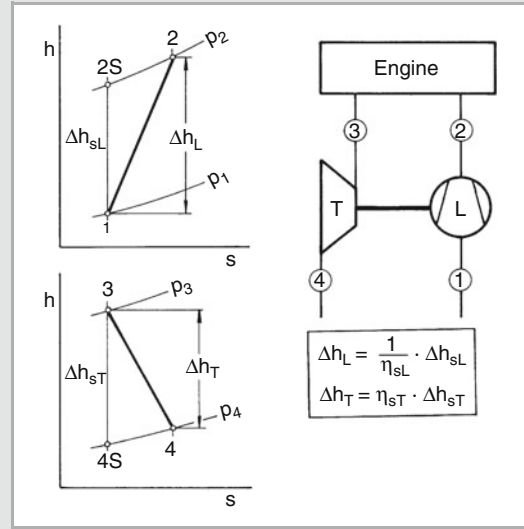 h
2S
2
p₂
Δh_sL
Δh_L
p₁
1
s
h
3
p₃
Δh_sT
Δh_T
p₄
4S
4
s
Engine
③ ②
T L
④ ①
Δh_L = 1/η_sL · Δh_sL
Δh_T = η_sT · Δh_sT